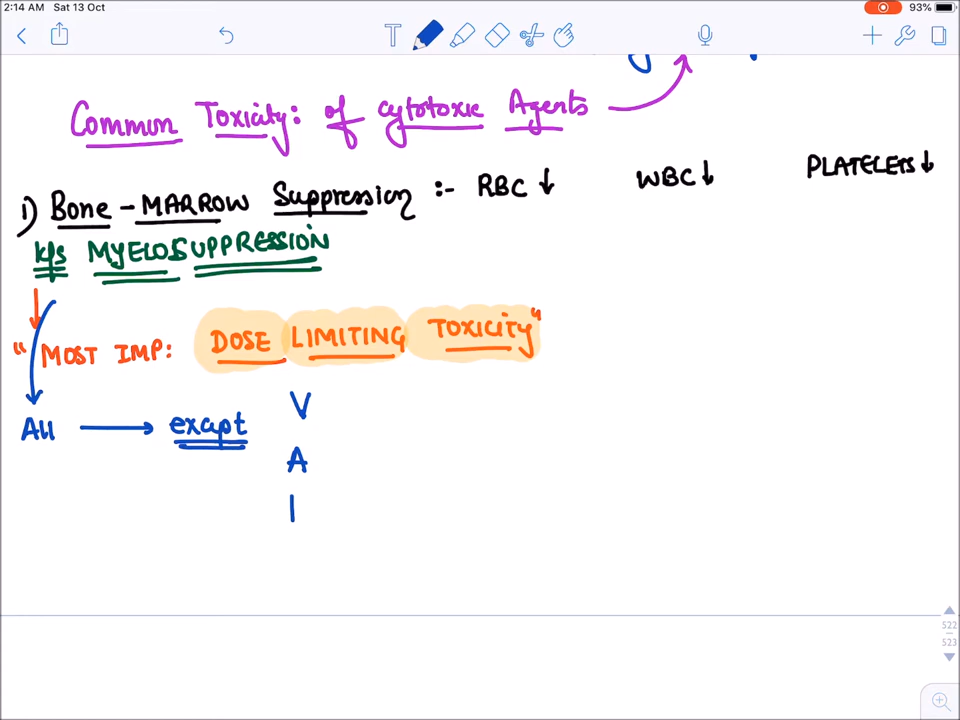 2:14 AM Sat 13 Oct 93%
T
Common Toxicity: of cytotoxic Agents
1) Bone - MARROW Suppression :- RBC ↓ WBC ↓ PLATELETS ↓
k/s MYELOSUPPRESSION
"MOST IMP: DOSE LIMITING TOXICITY"
All → except
V
A
I
522
523